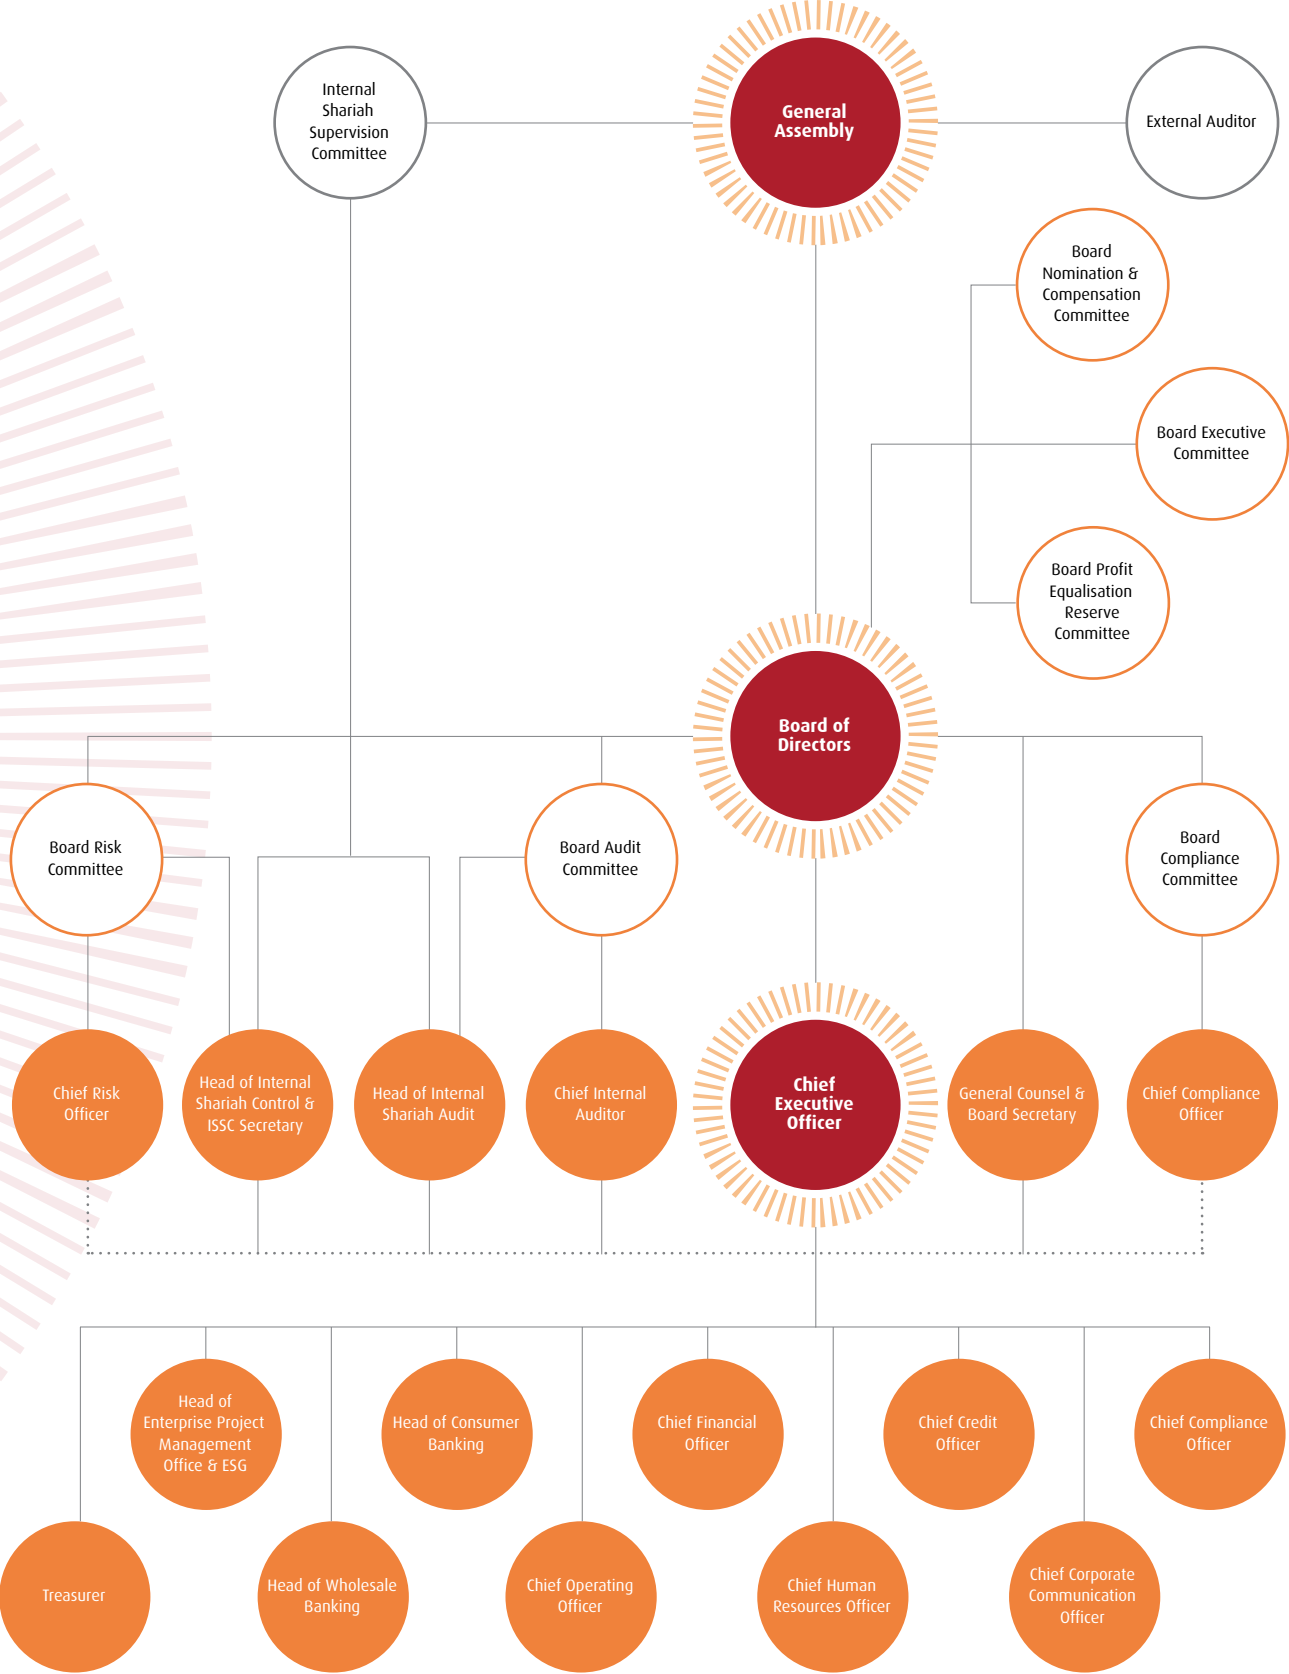 Internal
Shariah
Supervision
Committee
General
Assembly
External Auditor
Board
Nomination &
Compensation
Committee
Board Executive
Committee
Board Profit
Equalisation
Reserve
Committee
Board of
Directors
Board Risk
Committee
Board Audit
Committee
Board
Compliance
Committee
Chief Risk
Officer
Head of Internal
Shariah Control &
ISSC Secretary
Head of Internal
Shariah Audit
Chief Internal
Auditor
Chief
Executive
Officer
General Counsel &
Board Secretary
Chief Compliance
Officer
Head of
Enterprise Project
Management
Office & ESG
Head of Consumer
Banking
Chief Financial
Officer
Chief Credit
Officer
Chief Compliance
Officer
Treasurer
Head of Wholesale
Banking
Chief Operating
Officer
Chief Human
Resources Officer
Chief Corporate
Communication
Officer